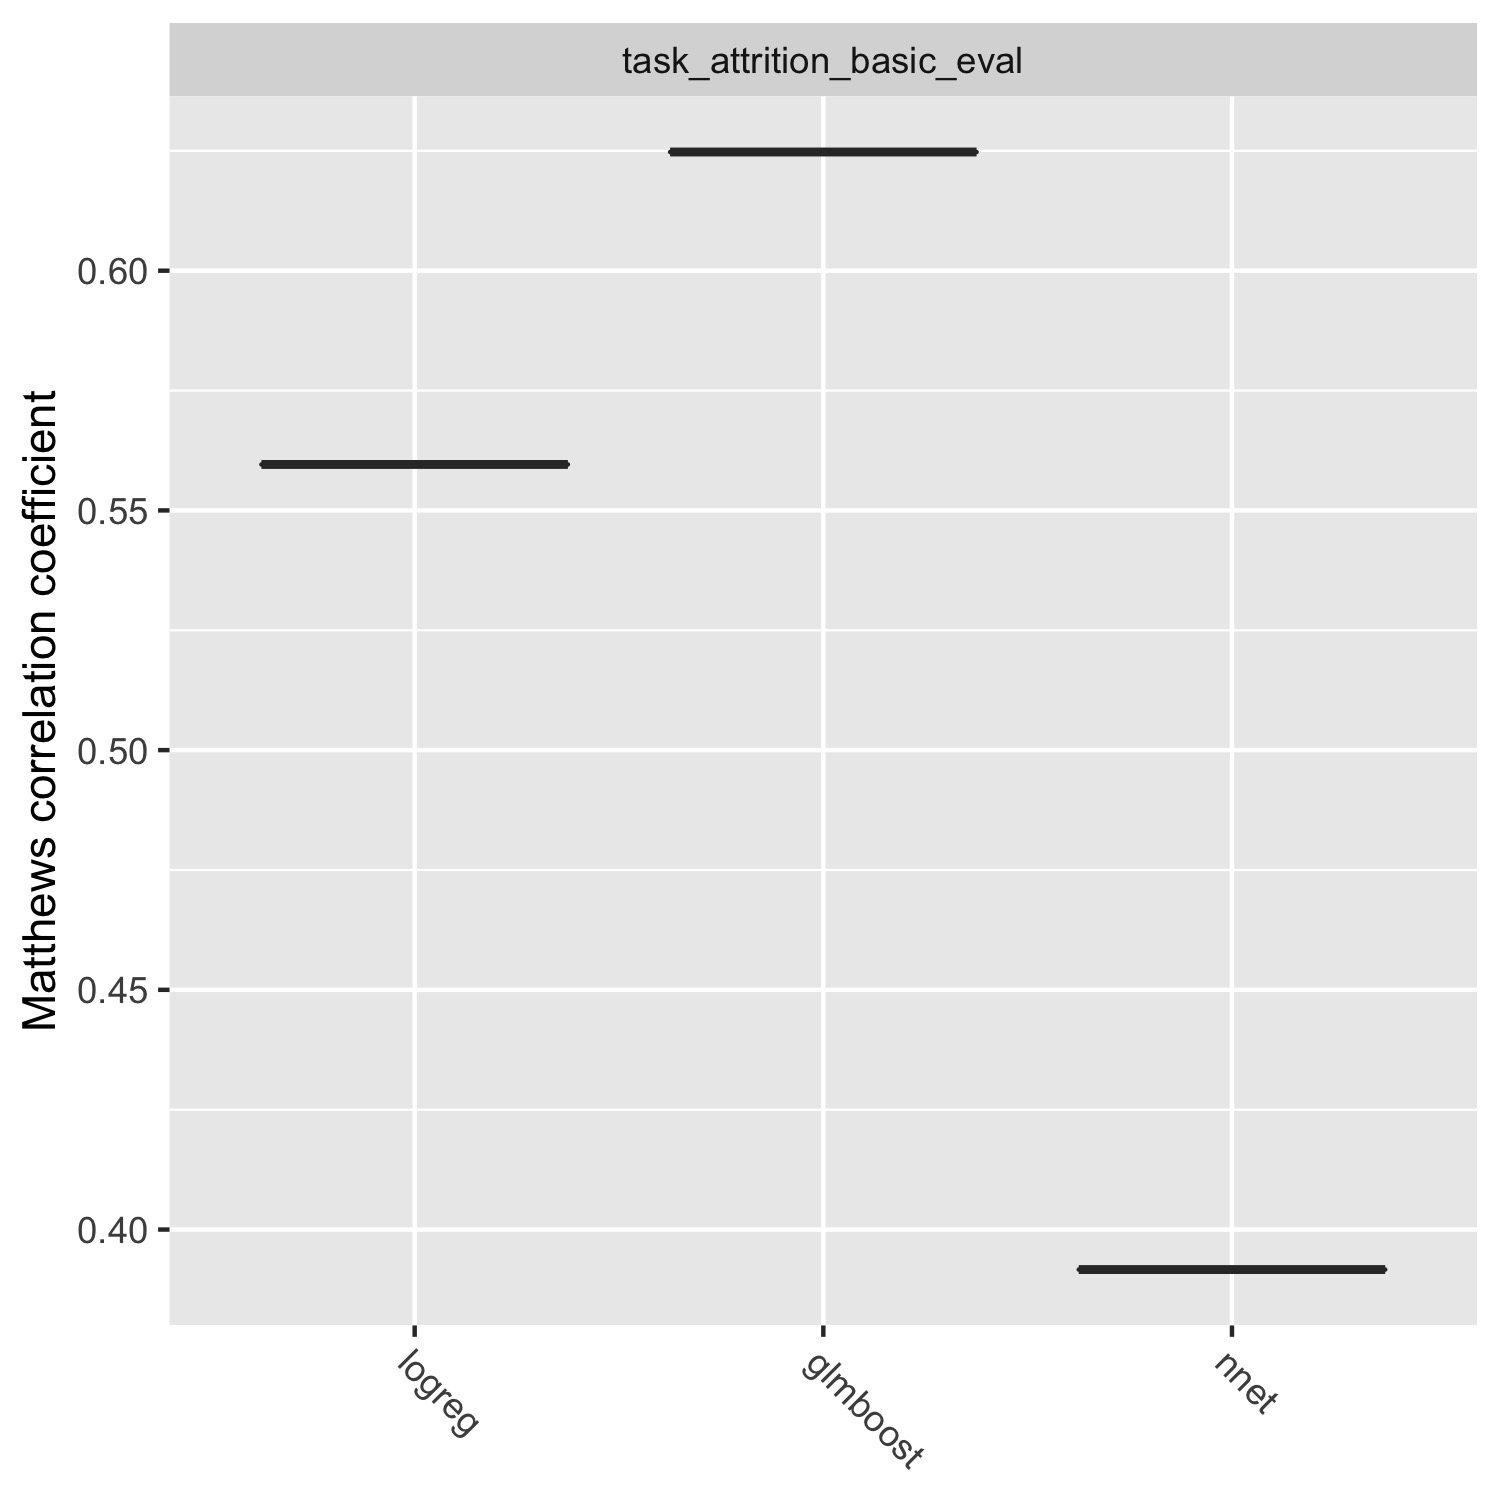 task_attrition_basic_eval
Matthews correlation coefficient
0.60
0.55
0.50
0.45
0.40
logreg
glmboost
nnet